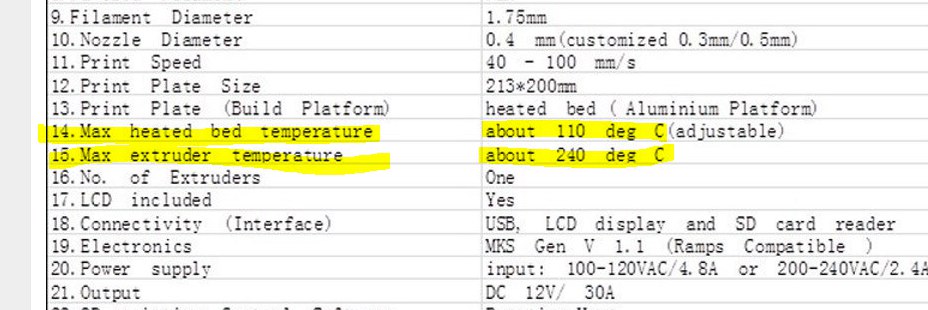 9. Filament Diameter 1.75mm
10. Nozzle Diameter 0.4 mm(customized 0.3mm/0.5mm)
11. Print Speed 40 - 100 mm/s
12. Print Plate Size 213*200mm
13. Print Plate (Build Platform) heated bed ( Aluminium Platform)
14. Max heated bed temperature about 110 deg C(adjustable)
15. Max extruder temperature about 240 deg C
16. No. of Extruders One
17. LCD included Yes
18. Connectivity (Interface) USB, LCD display and SD card reader
19. Electronics MKS Gen V 1.1 (Ramps Compatible )
20. Power supply input: 100-120VAC/4.8A or 200-240VAC/2.4A
21. Output DC 12V/ 30A